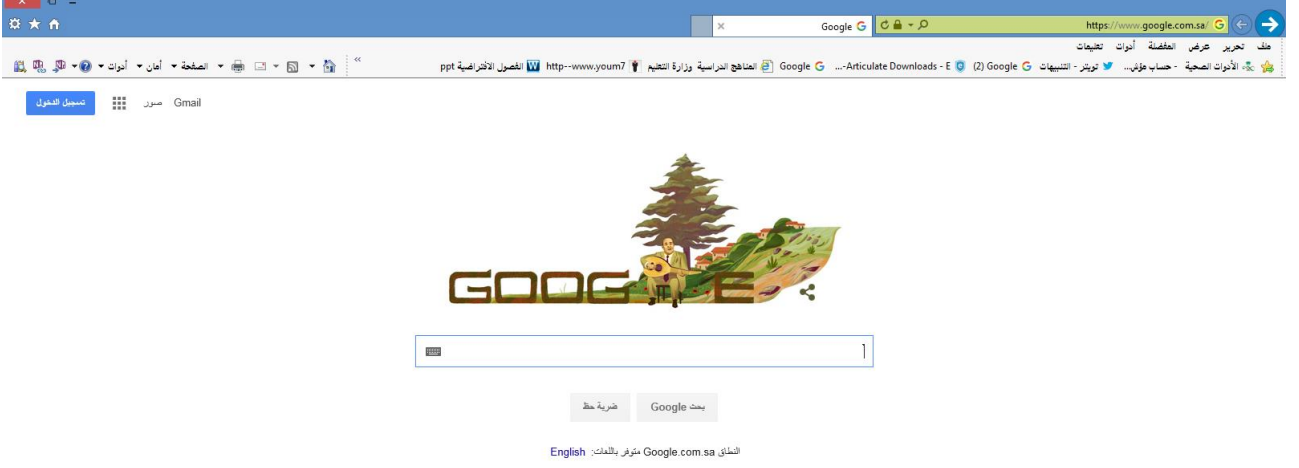 https://www.google.com.sa/
Google
ملف تحرير عرض المفضلة أدوات تعليمات
الأدوات الصحية - حساب مؤش... تويتر - التنبيهات Google (2) Articulate Downloads - E-... Google المناهج الدراسية وزارة التعليم http--www.youm7 الفصول الافتراضية ppt
الصفحة أمان أدوات
Gmail صور تسجيل الدخول
GOOGLE
بحث Google ضربة حظ
النطاق Google.com.sa متوفر باللغات: English